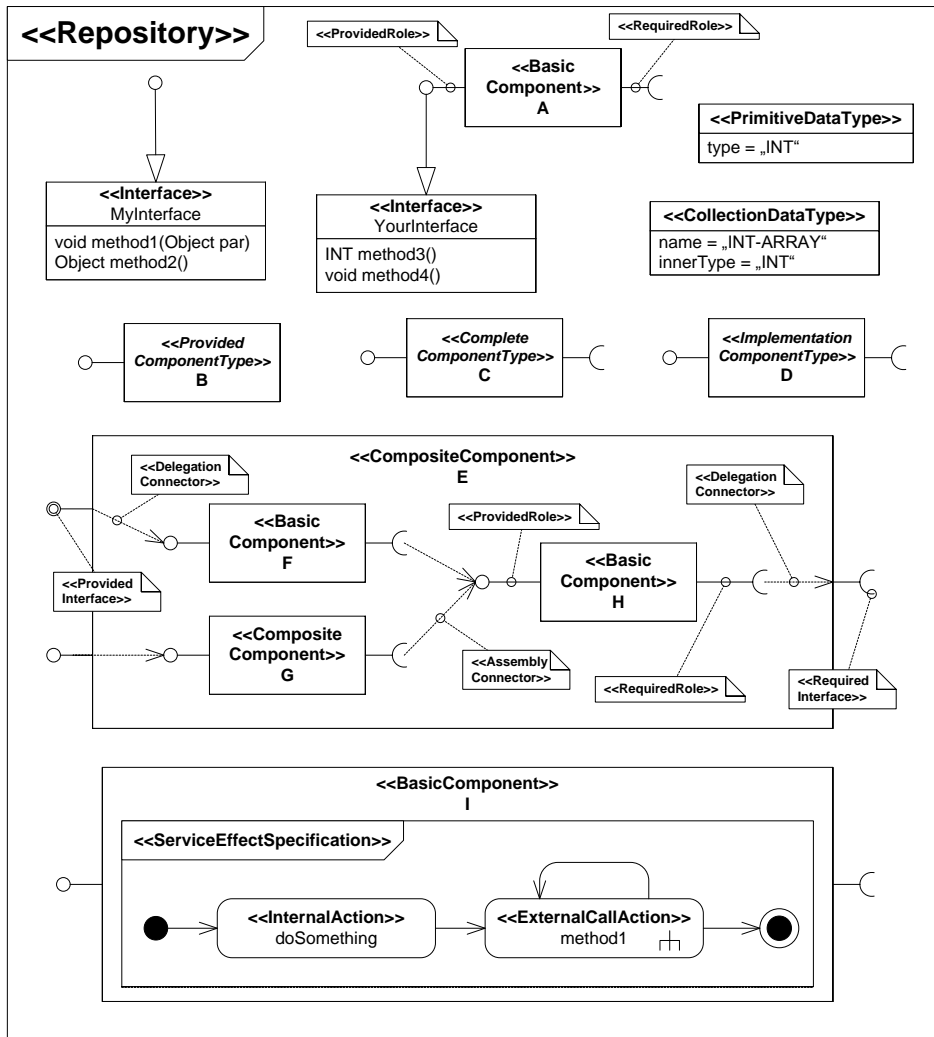 <<Repository>>
<<ProvidedRole>>
<<RequiredRole>>
<<Basic
Component>>
A
<<PrimitiveDataType>>
type = „INT“
<<Interface>>
MyInterface
void method1(Object par)
Object method2()
<<Interface>>
YourInterface
INT method3()
void method4()
<<CollectionDataType>>
name = „INT-ARRAY“
innerType = „INT“
<<Provided
ComponentType>>
B
<<Complete
ComponentType>>
C
<<Implementation
ComponentType>>
D
<<CompositeComponent>>
E
<<Delegation
Connector>>
<<Delegation
Connector>>
<<Basic
Component>>
F
<<ProvidedRole>>
<<Basic
Component>>
H
<<Provided
Interface>>
<<Composite
Component>>
G
<<Assembly
Connector>>
<<RequiredRole>>
<<Required
Interface>>
<<BasicComponent>>
I
<<ServiceEffectSpecification>>
<<InternalAction>>
doSomething
<<ExternalCallAction>>
method1